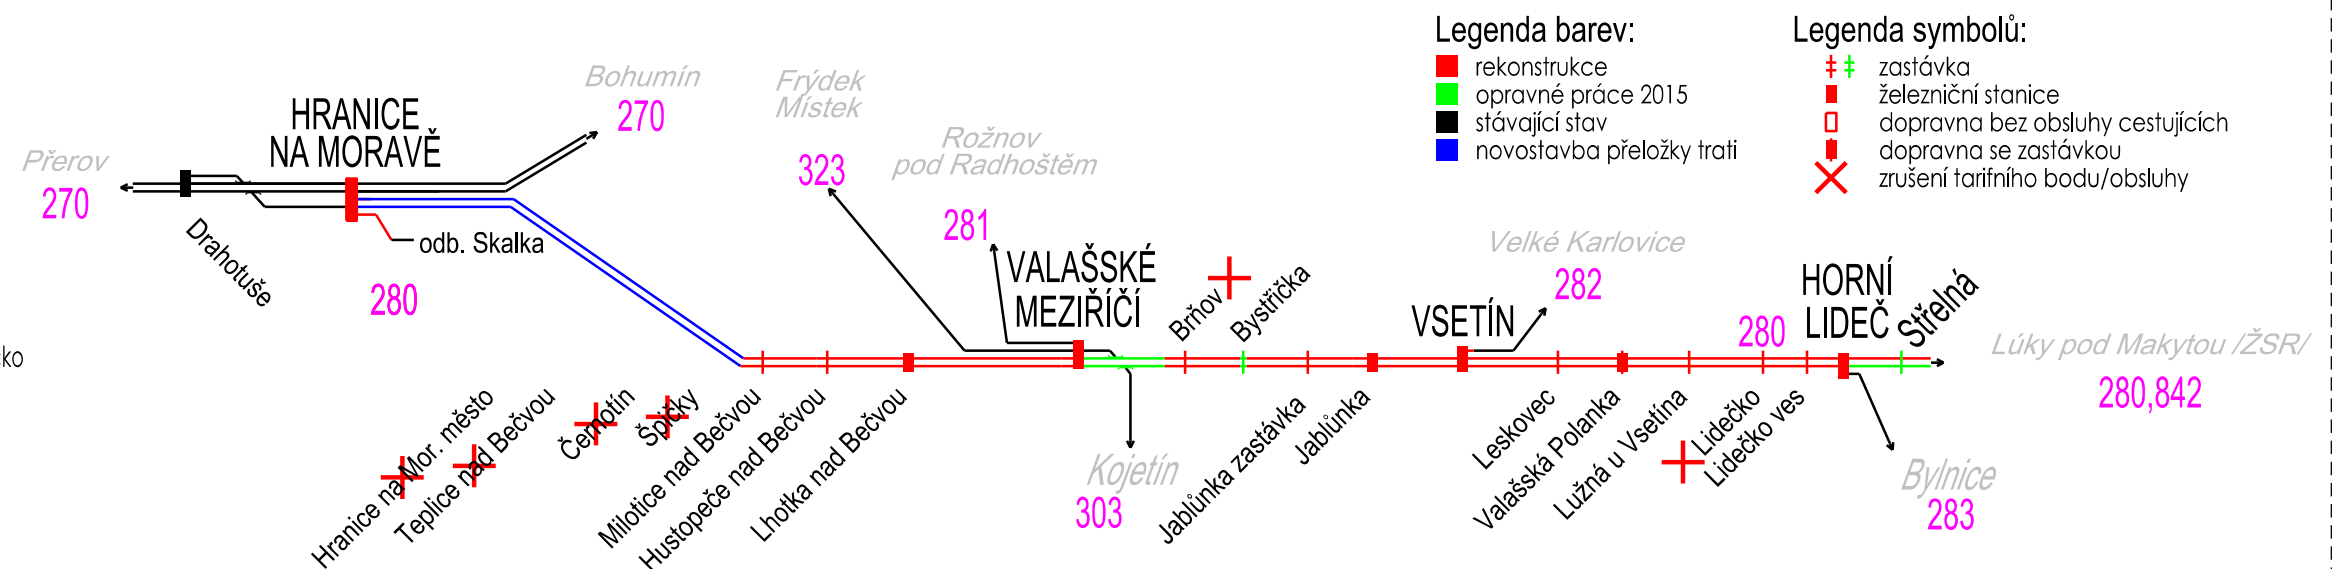 Legenda barev:
rekonstrukce
opravné práce 2015
stávající stav
novostavba přeložky trati
Legenda symbolů:
zastávka
železniční stanice
dopravna bez obsluhy cestujících
dopravna se zastávkou
zrušení tarifního bodu/obsluhy
Přerov
270
Drahotuše
HRANICE
NA MORAVĚ
odb. Skalka
280
Bohumín
270
Frýdek
Místek
323
Rožnov
pod Radhoštěm
281
VALAŠSKÉ
MEZIŘÍČÍ
Brňov
Bystřička
VSETÍN
Velké Karlovice
282
280
HORNÍ
LIDEČ
Střelná
Lúky pod Makytou /ŽSR/
280,842
ko
Hranice na Mor. město
Teplice nad Bečvou
Černotín
Špičky
Milotice nad Bečvou
Hustopeče nad Bečvou
Lhotka nad Bečvou
Kojetín
303
Jablůnka zastávka
Jablůnka
Leskovec
Valašská Polanka
Lužná u Vsetína
Lidečko
Lidečko ves
Bylnice
283